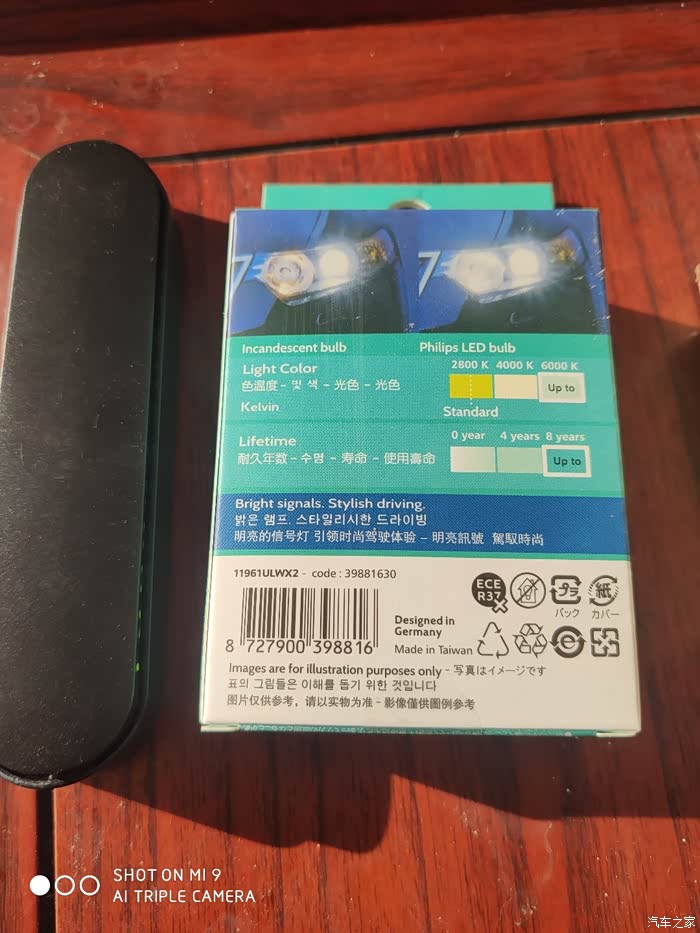 7
7
Incandescent bulb
Philips LED bulb
Light Color
色温度 - 빛 색 - 光色 - 光色
Kelvin
2800 K 4000 K 6000 K
Up to
Standard
Lifetime
耐久年数 - 수명 - 寿命 - 使用壽命
0 year 4 years 8 years
Up to
Bright signals. Stylish driving.
밝은 램프. 스타일리시한 드라이빙
明亮的信号灯 引领时尚驾驶体验 – 明亮訊號 駕馭時尚
11961ULWX2 - code : 39881630
8 727900 398816
Designed in
Germany
Made in Taiwan
ECE
R37
プラ
バック
紙
カバー
Images are for illustration purposes only - 写真はイメージです
표의 그림들은 이해를 돕기 위한 것입니다
图片仅供参考，请以实物为准 - 影像僅供圖例參考
SHOT ON MI 9
AI TRIPLE CAMERA
汽车之家